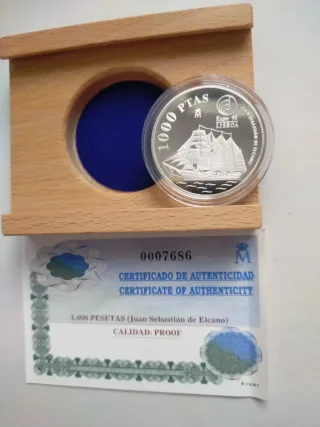 1000 PTAS
M
Expo 98
LISBOA
0007686
M
CERTIFICADO DE AUTENTICIDAD
CERTIFICATE OF AUTHENTICITY
1.000 PESETAS (Juan Sebastián de Elcano)
CALIDAD: PROOF